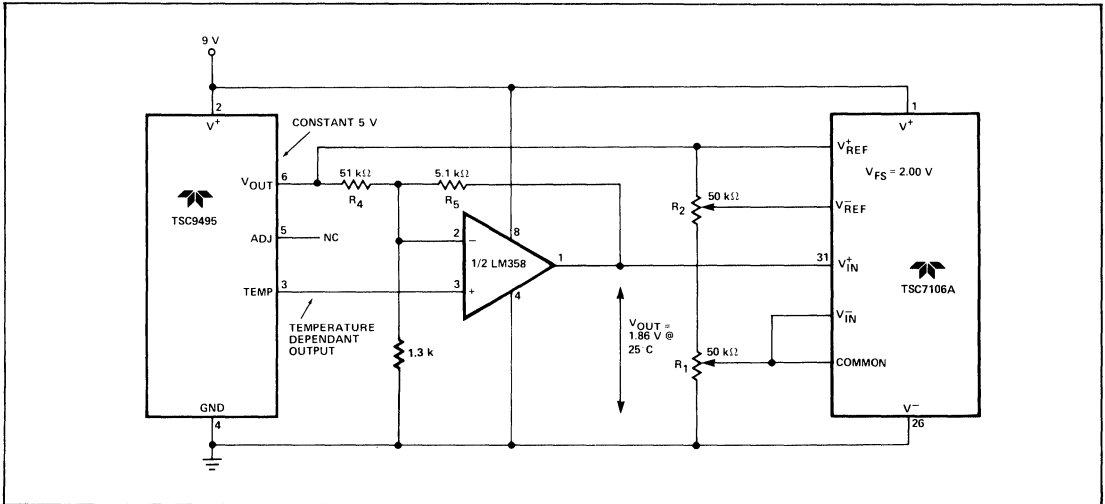 9 V
2
V+
CONSTANT 5 V
VOUT
6
51 kΩ
R4
5.1 kΩ
R5
TSC9495
ADJ
5
NC
TEMP
3
TEMPERATURE
DEPENDANT
OUTPUT
2
−
3
+
1/2 LM358
8
4
1
1.3 k
VOUT =
1.86 V @
25°C
R2
50 kΩ
R1
50 kΩ
1
V+
V+REF
VFS = 2.00 V
V−REF
31
V+IN
TSC7106A
V−IN
COMMON
V−
26
GND
4